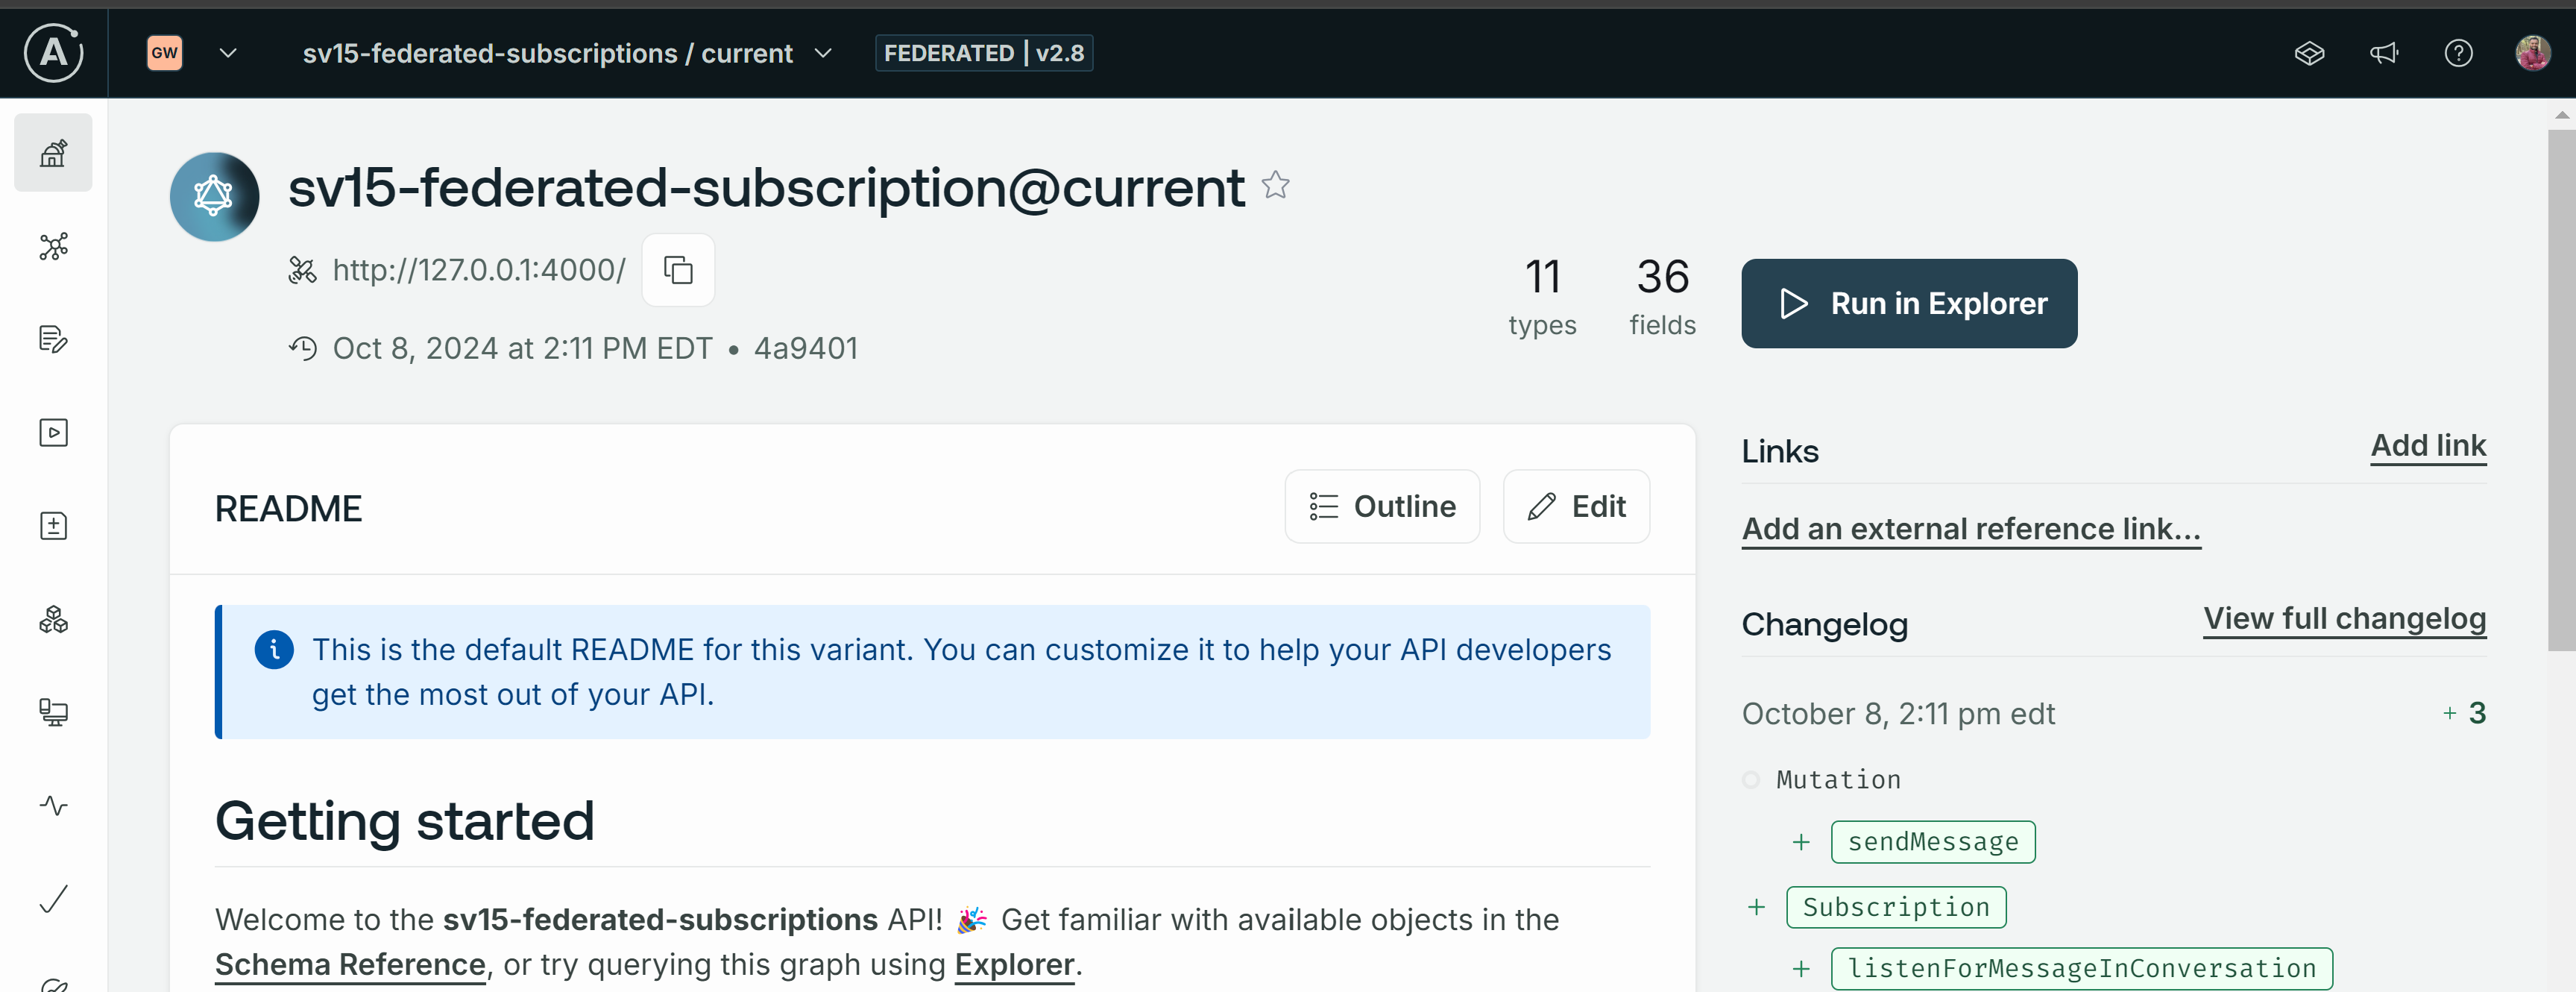 A
GW
sv15-federated-subscriptions / current
FEDERATED | v2.8
sv15-federated-subscription@current
http://127.0.0.1:4000/
Oct 8, 2024 at 2:11 PM EDT • 4a9401
11
types
36
fields
Run in Explorer
README
Outline
Edit
This is the default README for this variant. You can customize it to help your API developers
get the most out of your API.
Getting started
Welcome to the sv15-federated-subscriptions API! 🎉 Get familiar with available objects in the
Schema Reference, or try querying this graph using Explorer.
Links
Add link
Add an external reference link...
Changelog
View full changelog
October 8, 2:11 pm edt
+ 3
Mutation
+ sendMessage
+ Subscription
+ listenForMessageInConversation